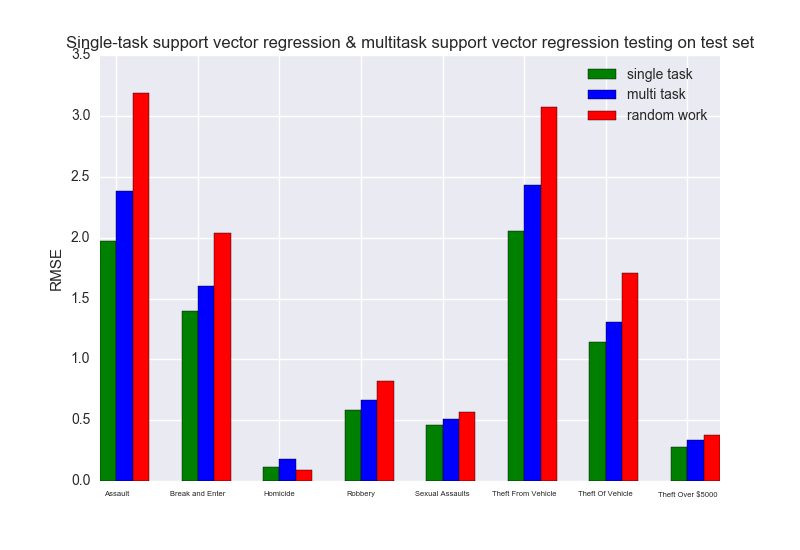 Single-task support vector regression & multitask support vector regression testing on test set
3.5
3.0
2.5
2.0
1.5
1.0
0.5
0.0
RMSE
single task
multi task
random work
Assault Break and Enter Homicide Robbery Sexual Assaults Theft From Vehicle Theft Of Vehicle Theft Over $5000